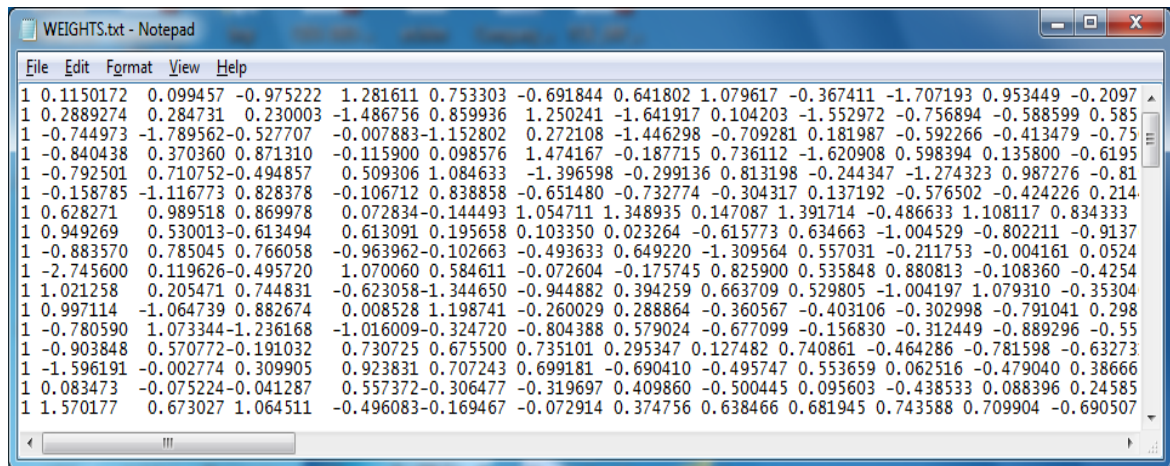 WEIGHTS.txt - Notepad
File Edit Format View Help
1 0.1150172 0.099457 -0.975222 1.281611 0.753303 -0.691844 0.641802 1.079617 -0.367411 -1.707193 0.953449 -0.2097
1 0.2889274 0.284731 0.230003 -1.486756 0.859936 1.250241 -1.641917 0.104203 -1.552972 -0.756894 -0.588599 0.585
1 -0.744973 -1.789562-0.527707 -0.007883-1.152802 0.272108 -1.446298 -0.709281 0.181987 -0.592266 -0.413479 -0.75
1 -0.840438 0.370360 0.871310 -0.115900 0.098576 1.474167 -0.187715 0.736112 -1.620908 0.598394 0.135800 -0.6195
1 -0.792501 0.710752-0.494857 0.509306 1.084633 -1.396598 -0.299136 0.813198 -0.244347 -1.274323 0.987276 -0.81
1 -0.158785 -1.116773 0.828378 -0.106712 0.838858 -0.651480 -0.732774 -0.304317 0.137192 -0.576502 -0.424226 0.214
1 0.628271 0.989518 0.869978 0.072834-0.144493 1.054711 1.348935 0.147087 1.391714 -0.486633 1.108117 0.834333
1 0.949269 0.530013-0.613494 0.613091 0.195658 0.103350 0.023264 -0.615773 0.634663 -1.004529 -0.802211 -0.9137
1 -0.883570 0.785045 0.766058 -0.963962-0.102663 -0.493633 0.649220 -1.309564 0.557031 -0.211753 -0.004161 0.0524
1 -2.745600 0.119626-0.495720 1.070060 0.584611 -0.072604 -0.175745 0.825900 0.535848 0.880813 -0.108360 -0.4254
1 1.021258 0.205471 0.744831 -0.623058-1.344650 -0.944882 0.394259 0.663709 0.529805 -1.004197 1.079310 -0.35304
1 0.997114 -1.064739 0.882674 0.008528 1.198741 -0.260029 0.288864 -0.360567 -0.403106 -0.302998 -0.791041 0.298
1 -0.780590 1.073344-1.236168 -1.016009-0.324720 -0.804388 0.579024 -0.677099 -0.156830 -0.312449 -0.889296 -0.55
1 -0.903848 0.570772-0.191032 0.730725 0.675500 0.735101 0.295347 0.127482 0.740861 -0.464286 -0.781598 -0.63273
1 -1.596191 -0.002774 0.309905 0.923831 0.707243 0.699181 -0.690410 -0.495747 0.553659 0.062516 -0.479040 0.38666
1 0.083473 -0.075224-0.041287 0.557372-0.306477 -0.319697 0.409860 -0.500445 0.095603 -0.438533 0.088396 0.24585
1 1.570177 0.673027 1.064511 -0.496083-0.169467 -0.072914 0.374756 0.638466 0.681945 0.743588 0.709904 -0.690507